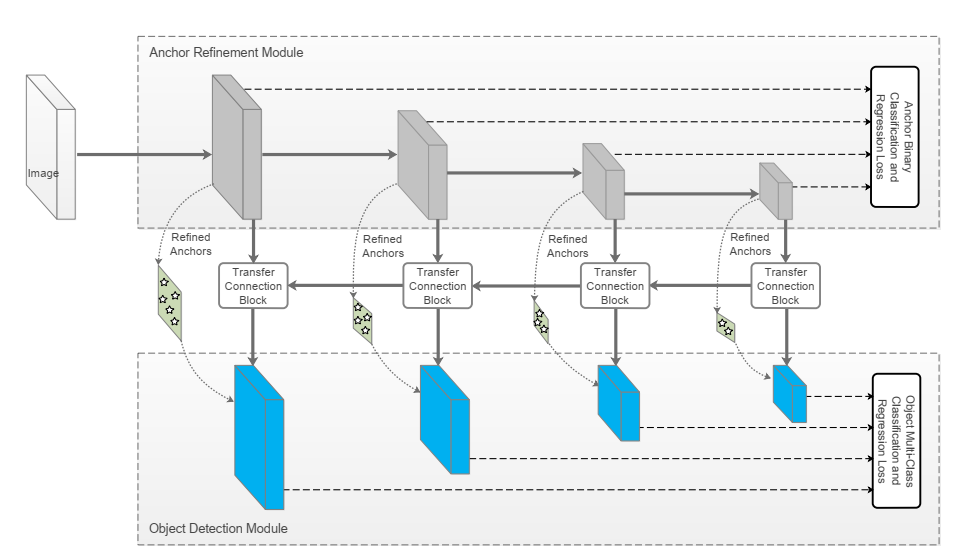 Anchor Refinement Module
Image
Anchor Binary
Classification and
Regression Loss
Refined
Anchors
Refined
Anchors
Refined
Anchors
Refined
Anchors
Transfer
Connection
Block
Transfer
Connection
Block
Transfer
Connection
Block
Transfer
Connection
Block
Object Multi-Class
Classification and
Regression Loss
Object Detection Module